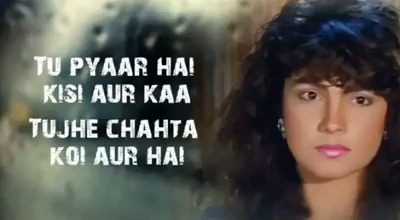 TU PYAAR HAI
KISI AUR KAA
TUJHE CHAHTA
KOI AUR HAI